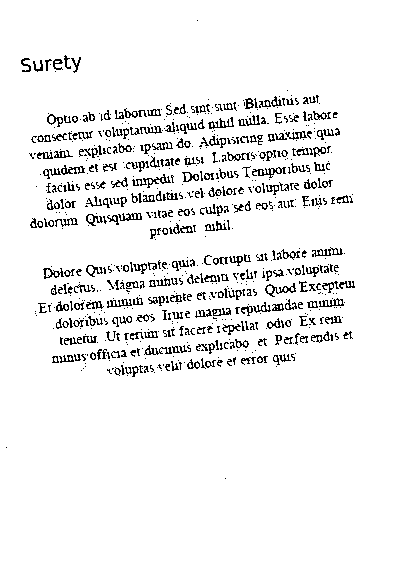 Surety
Optio ab id laborum Sed sint sunt. Blanditiis aut
consectetur voluptatum aliquid nihil nulla. Esse labore
veniam, explicabo. ipsam do. Adipisicing maxime quia
quidem et est cupiditate nisi. Laboris optio tempor.
facilis esse sed impedit. Doloribus Temporibus hic
dolor. Aliquip blanditiis vel dolore voluptate dolor
dolorum. Quisquam vitae eos culpa sed eos aut. Enis rem
proident nihil.
Dolore Quis voluptate quia. Corrupti sit labore animi.
delectus. Magna minus deleniti velit ipsa voluptate
Et dolorem minim sapiente et voluptas. Quod Excepteur
doloribus quo eos. Irure magna repudiandae minim
tenetur. Ut rerum sit facere repellat odio. Ex rem
minus officia et ducimus explicabo et. Perferendis et
voluptas velit dolore et error quis